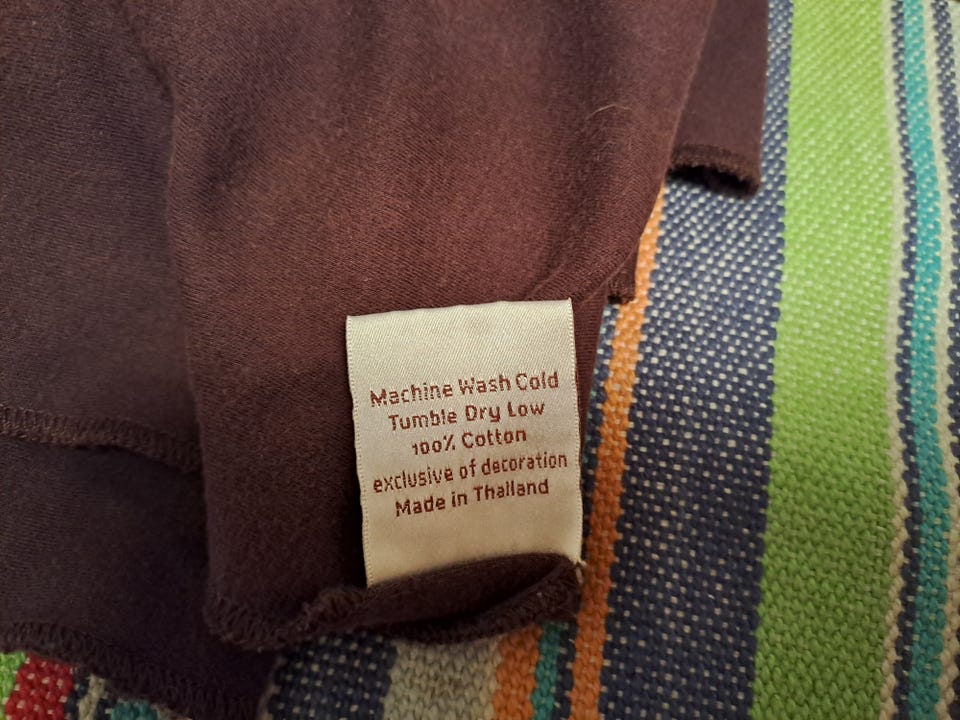 Machine Wash Cold
Tumble Dry Low
100% Cotton
exclusive of decoration
Made in Thailand